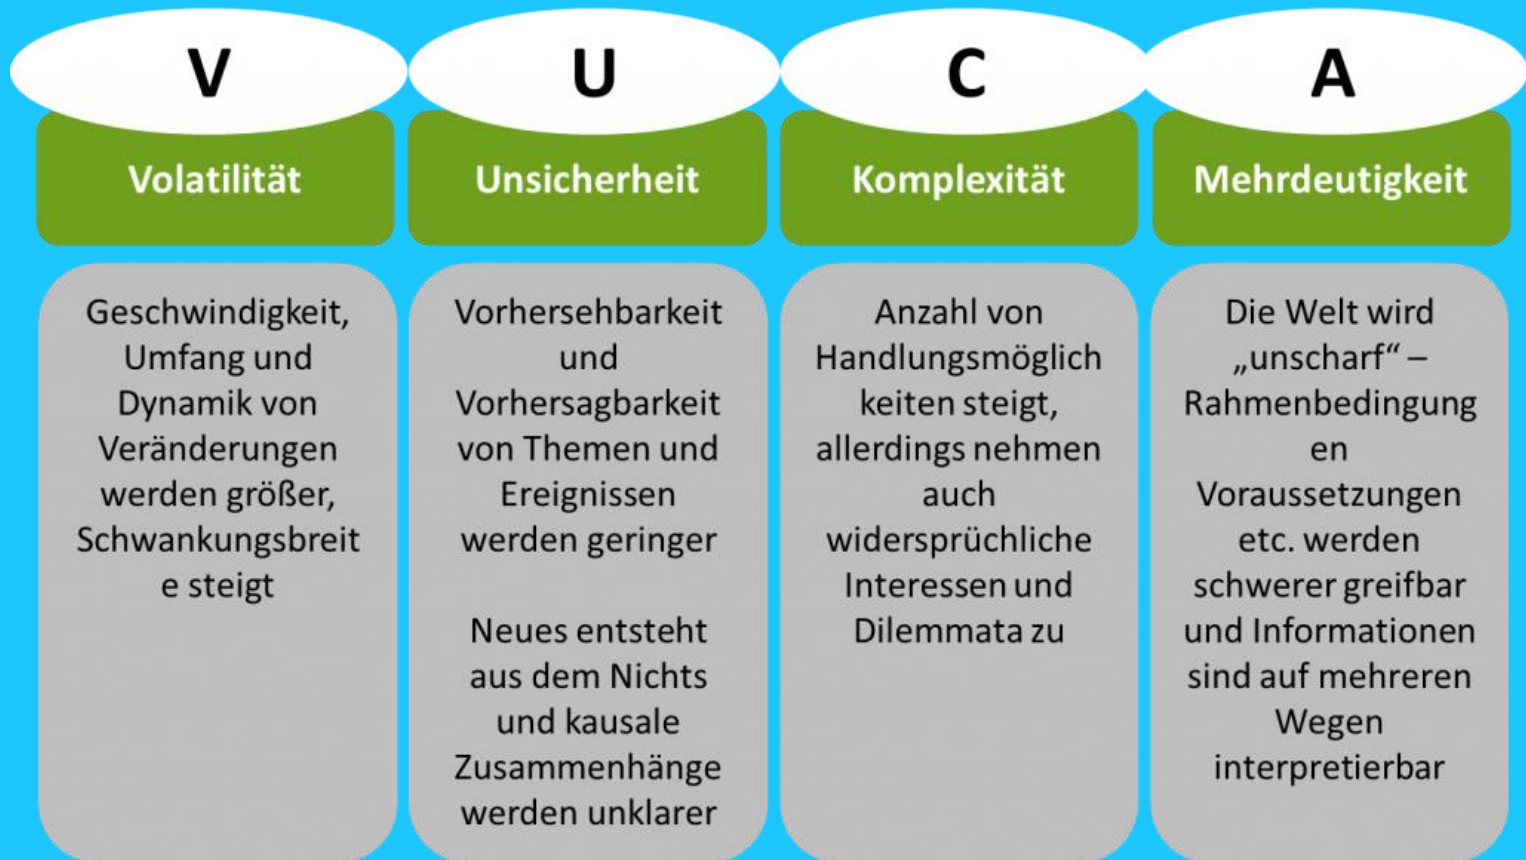 V
Volatilität
Geschwindigkeit,
Umfang und
Dynamik von
Veränderungen
werden größer,
Schwankungsbreit
e steigt
U
Unsicherheit
Vorhersehbarkeit
und
Vorhersagbarkeit
von Themen und
Ereignissen
werden geringer
Neues entsteht
aus dem Nichts
und kausale
Zusammenhänge
werden unklarer
C
Komplexität
Anzahl von
Handlungsmöglich
keiten steigt,
allerdings nehmen
auch
widersprüchliche
Interessen und
Dilemmata zu
A
Mehrdeutigkeit
Die Welt wird
„unscharf“ –
Rahmenbedingung
en
Voraussetzungen
etc. werden
schwerer greifbar
und Informationen
sind auf mehreren
Wegen
interpretierbar